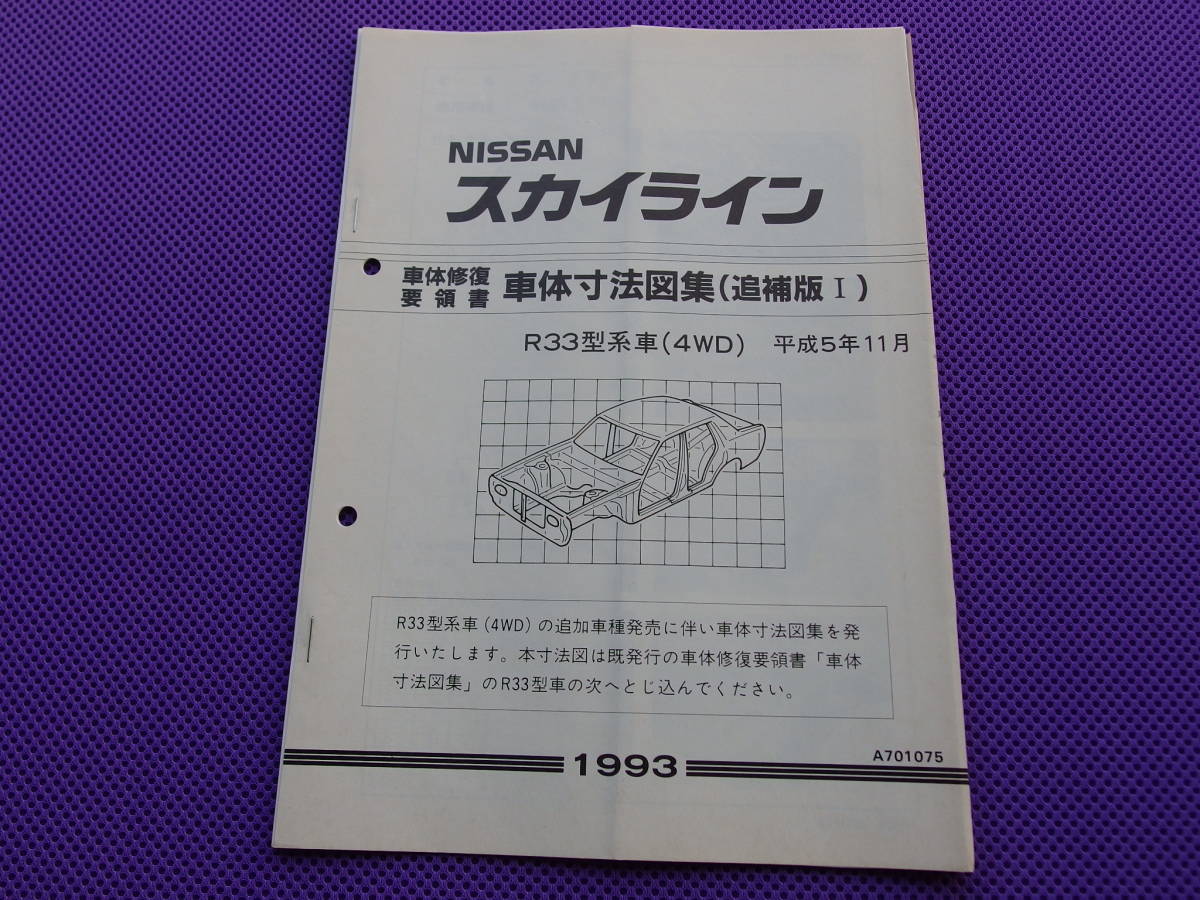 NISSAN
スカイライン
車体修復
要領書
車体寸法図集(追補版Ⅰ)
R33型系車(4WD) 平成5年11月
R33型系車(4WD)の追加車種発売に伴い車体寸法図集を発
行いたします。本寸法図は既発行の車体修復要領書「車体
寸法図集」のR33型車の次へとじ込んでください。
1993
A701075